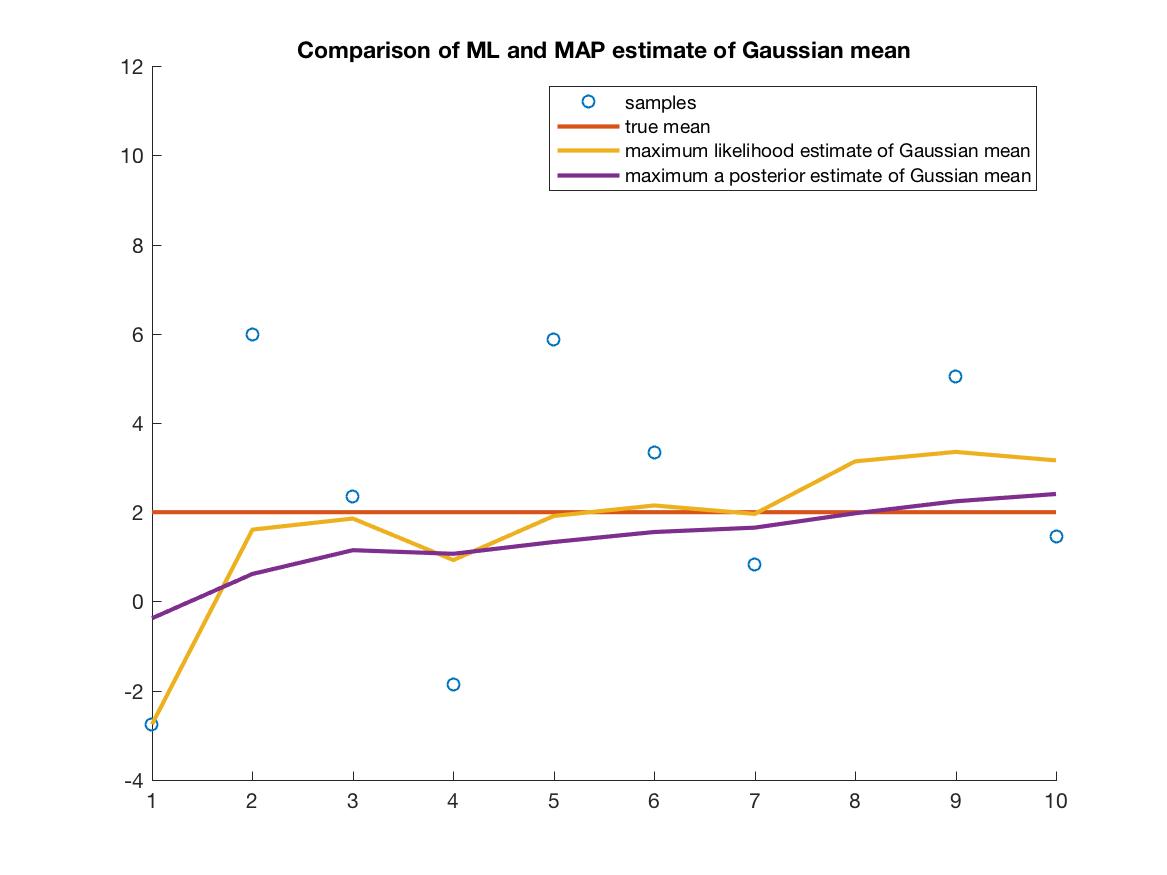 Comparison of ML and MAP estimate of Gaussian mean
12
samples
true mean
maximum likelihood estimate of Gaussian mean
maximum a posterior estimate of Gussian mean
10
8
6
4
2
0
-2
-4
1 2 3 4 5 6 7 8 9 10